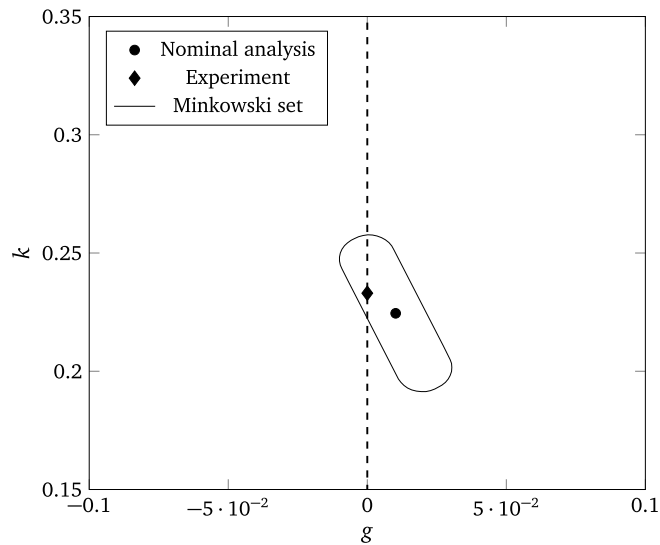 0.35
Nominal analysis
Experiment
Minkowski set
0.3
0.25
k
0.2
0.15
−0.1
−5 · 10⁻²
0
5 · 10⁻²
0.1
g